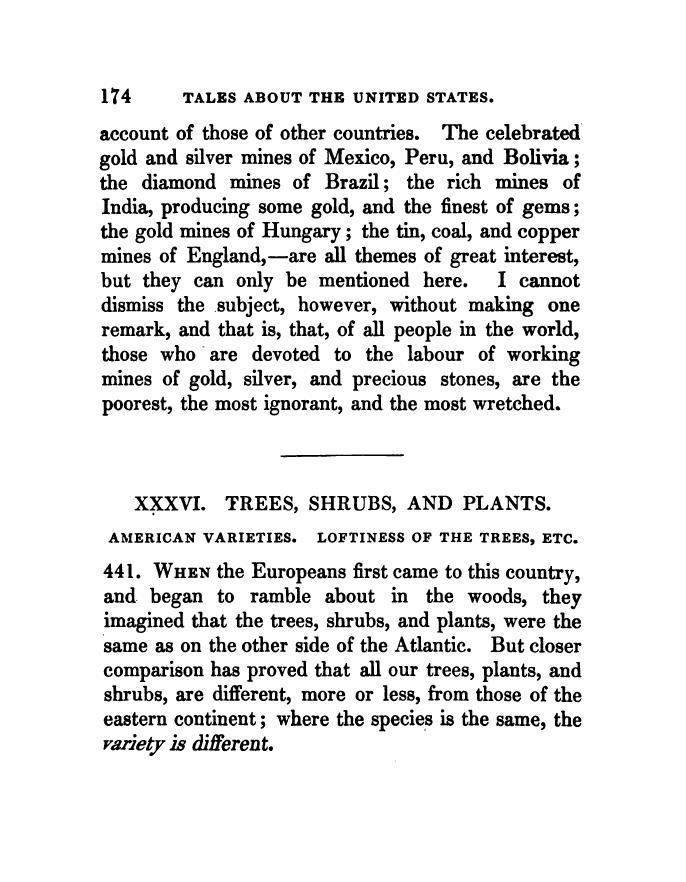 174 TALES ABOUT THE UNITED STATES.
account of those of other countries. The celebrated
gold and silver mines of Mexico, Peru, and Bolivia;
the diamond mines of Brazil; the rich mines of
India, producing some gold, and the finest of gems;
the gold mines of Hungary; the tin, coal, and copper
mines of England,—are all themes of great interest,
but they can only be mentioned here. I cannot
dismiss the subject, however, without making one
remark, and that is, that, of all people in the world,
those who are devoted to the labour of working
mines of gold, silver, and precious stones, are the
poorest, the most ignorant, and the most wretched.
XXXVI. TREES, SHRUBS, AND PLANTS.
AMERICAN VARIETIES. LOFTINESS OF THE TREES, ETC.
441. WHEN the Europeans first came to this country,
and began to ramble about in the woods, they
imagined that the trees, shrubs, and plants, were the
same as on the other side of the Atlantic. But closer
comparison has proved that all our trees, plants, and
shrubs, are different, more or less, from those of the
eastern continent; where the species is the same, the
variety is different.